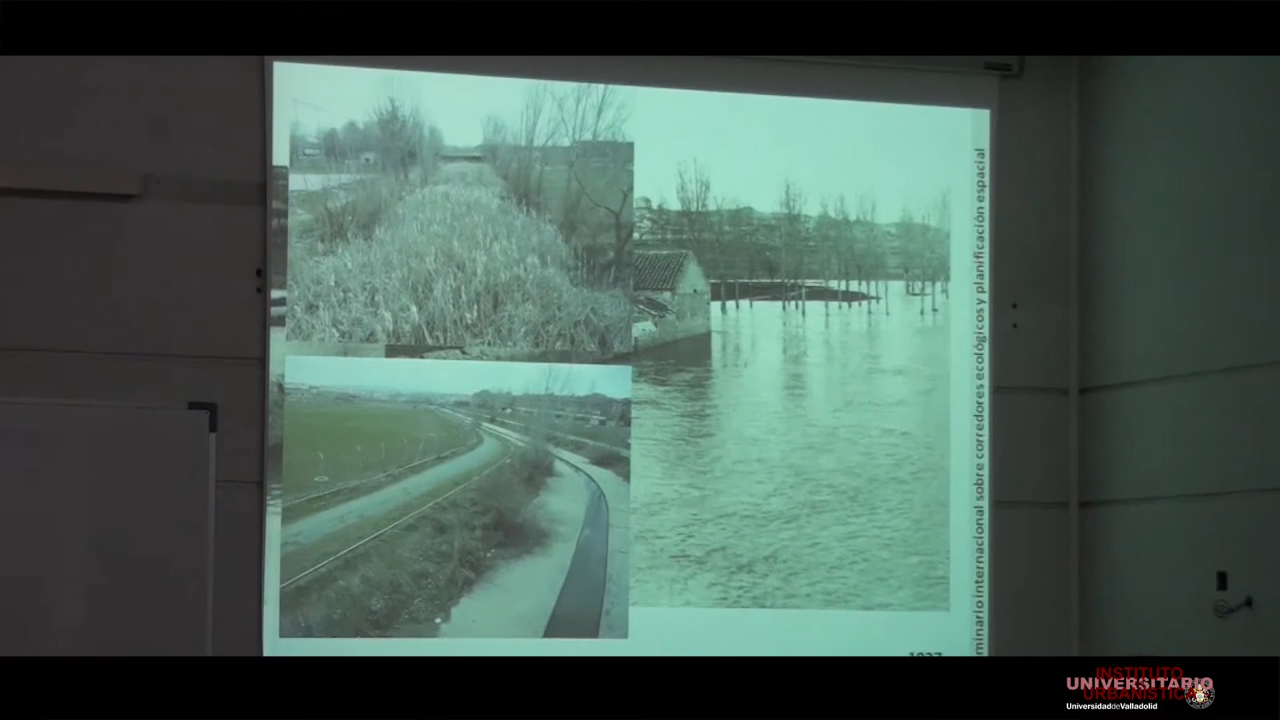 minario internacional sobre corredores ecológicos y planificación espacial
INSTITUTO
UNIVERSITARIO
URBANÍSTICA
UniversidaddeValladolid